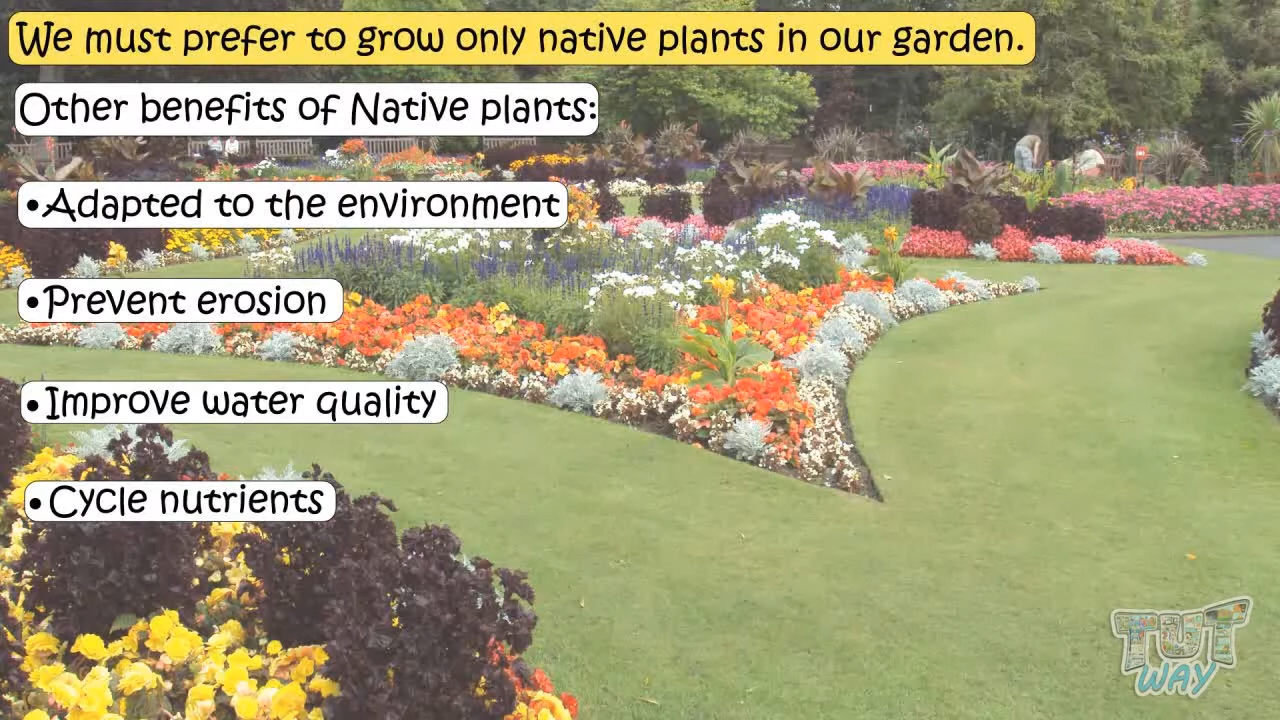 We must prefer to grow only native plants in our garden.
Other benefits of Native plants:
•Adapted to the environment
•Prevent erosion
•Improve water quality
•Cycle nutrients
TUT
WAY